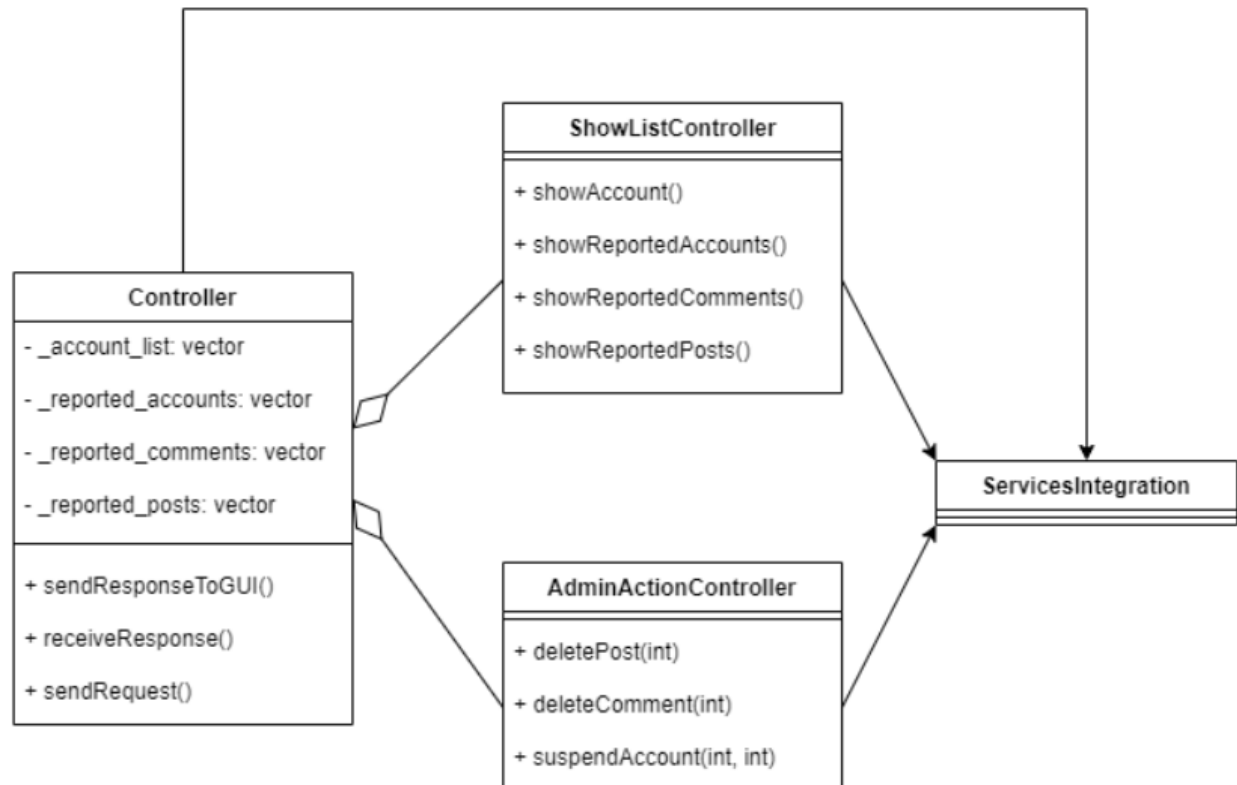 ShowListController
+ showAccount()
+ showReportedAccounts()
+ showReportedComments()
+ showReportedPosts()
Controller
- _account_list: vector
- _reported_accounts: vector
- _reported_comments: vector
- _reported_posts: vector
+ sendResponseToGUI()
+ receiveResponse()
+ sendRequest()
ServicesIntegration
AdminActionController
+ deletePost(int)
+ deleteComment(int)
+ suspendAccount(int, int)